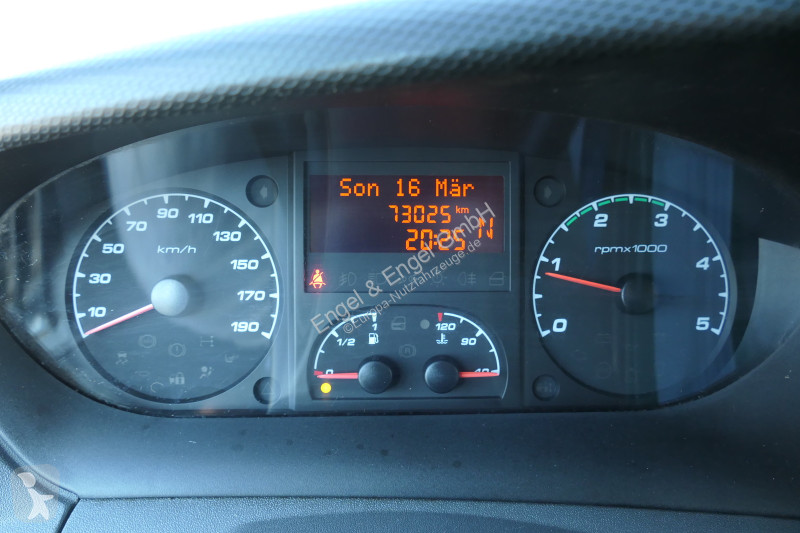 Son 16 Mär
73025 km
20:25 N
10 30 50 70 90 110 130 150 170 190
km/h
0 1/2 1
120 90
0 1 2 3 4 5
rpmx1000
Engel & Engel GmbH
©Europa-Nutzfahrzeuge.de